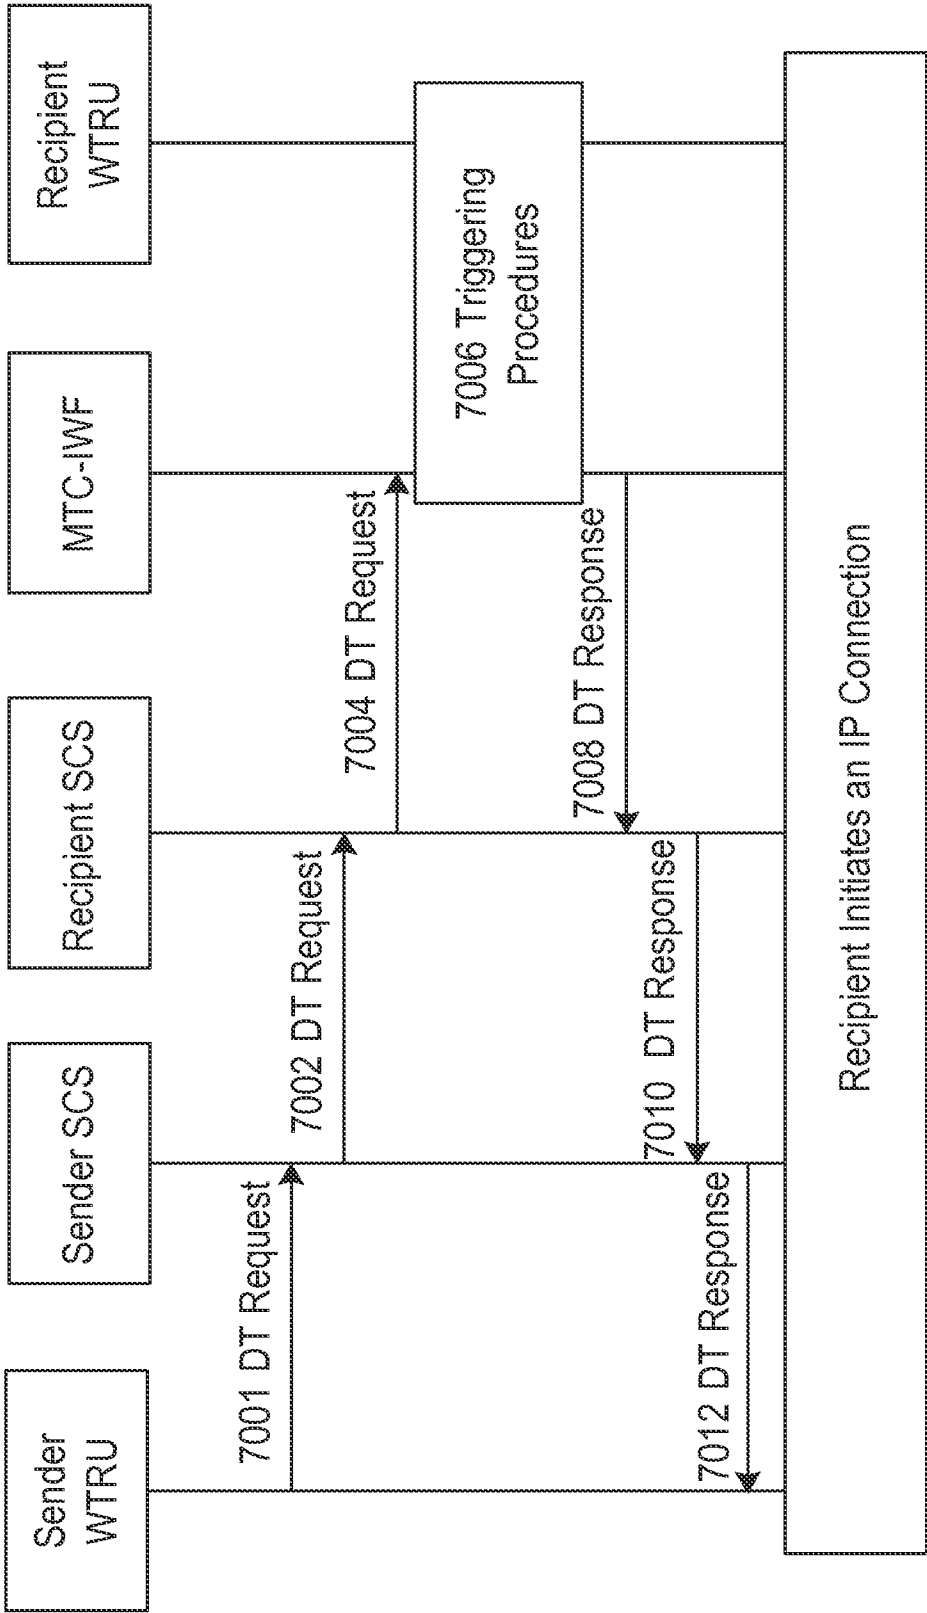 Sender
WTRU
Sender SCS
Recipient SCS
MTC-IWF
Recipient
WTRU
7001 DT Request
7002 DT Request
7004 DT Request
7006 Triggering
Procedures
7008 DT Response
7010 DT Response
7012 DT Response
Recipient Initiates an IP Connection